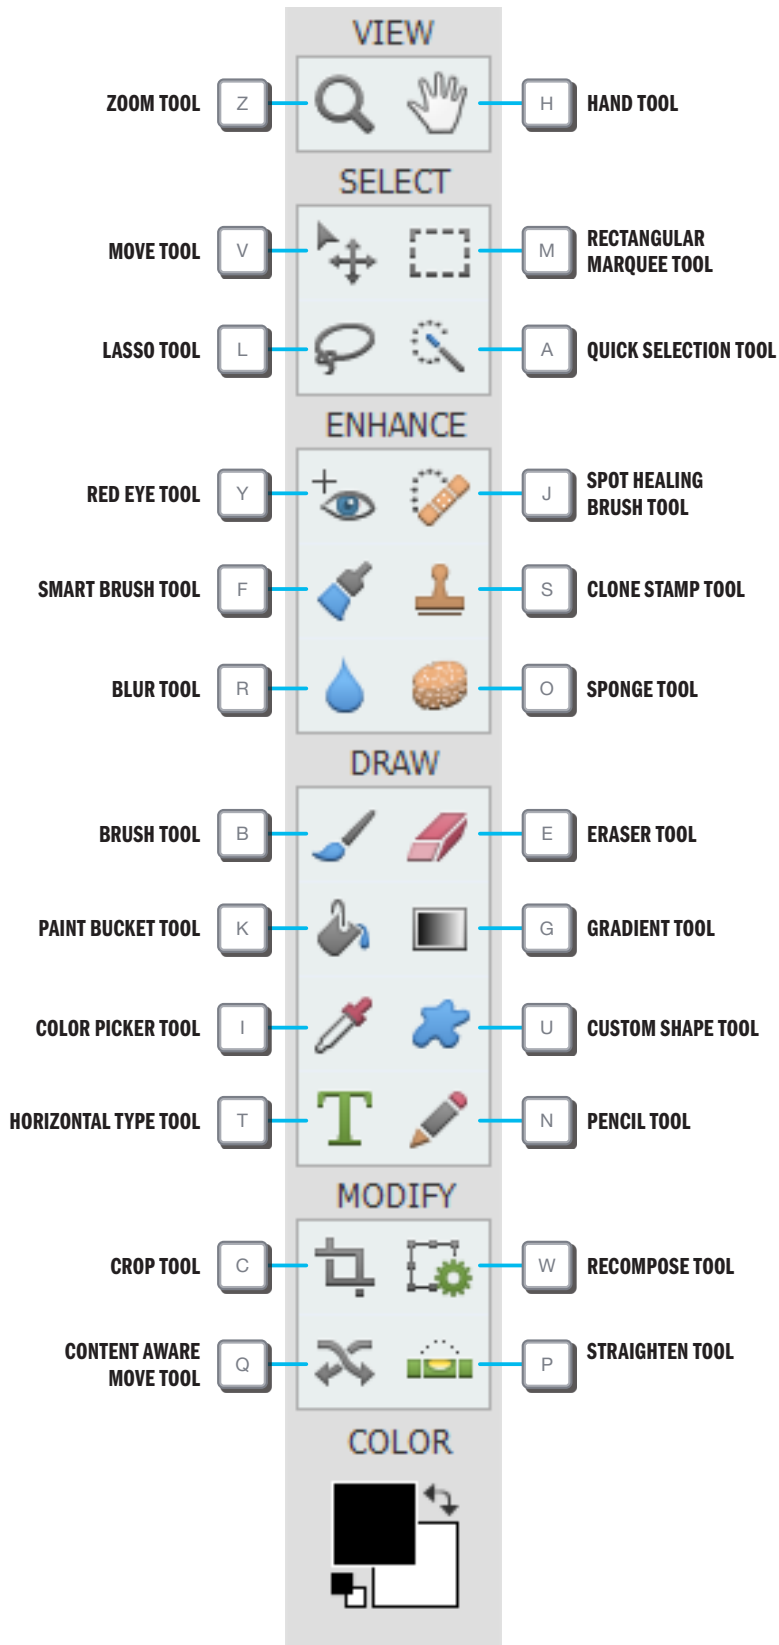 VIEW
ZOOM TOOL Z H HAND TOOL
SELECT
MOVE TOOL V M RECTANGULAR
MARQUEE TOOL
LASSO TOOL L A QUICK SELECTION TOOL
ENHANCE
RED EYE TOOL Y J SPOT HEALING
BRUSH TOOL
SMART BRUSH TOOL F S CLONE STAMP TOOL
BLUR TOOL R O SPONGE TOOL
DRAW
BRUSH TOOL B E ERASER TOOL
PAINT BUCKET TOOL K G GRADIENT TOOL
COLOR PICKER TOOL I U CUSTOM SHAPE TOOL
HORIZONTAL TYPE TOOL T T N PENCIL TOOL
MODIFY
CROP TOOL C W RECOMPOSE TOOL
CONTENT AWARE
MOVE TOOL Q P STRAIGHTEN TOOL
COLOR